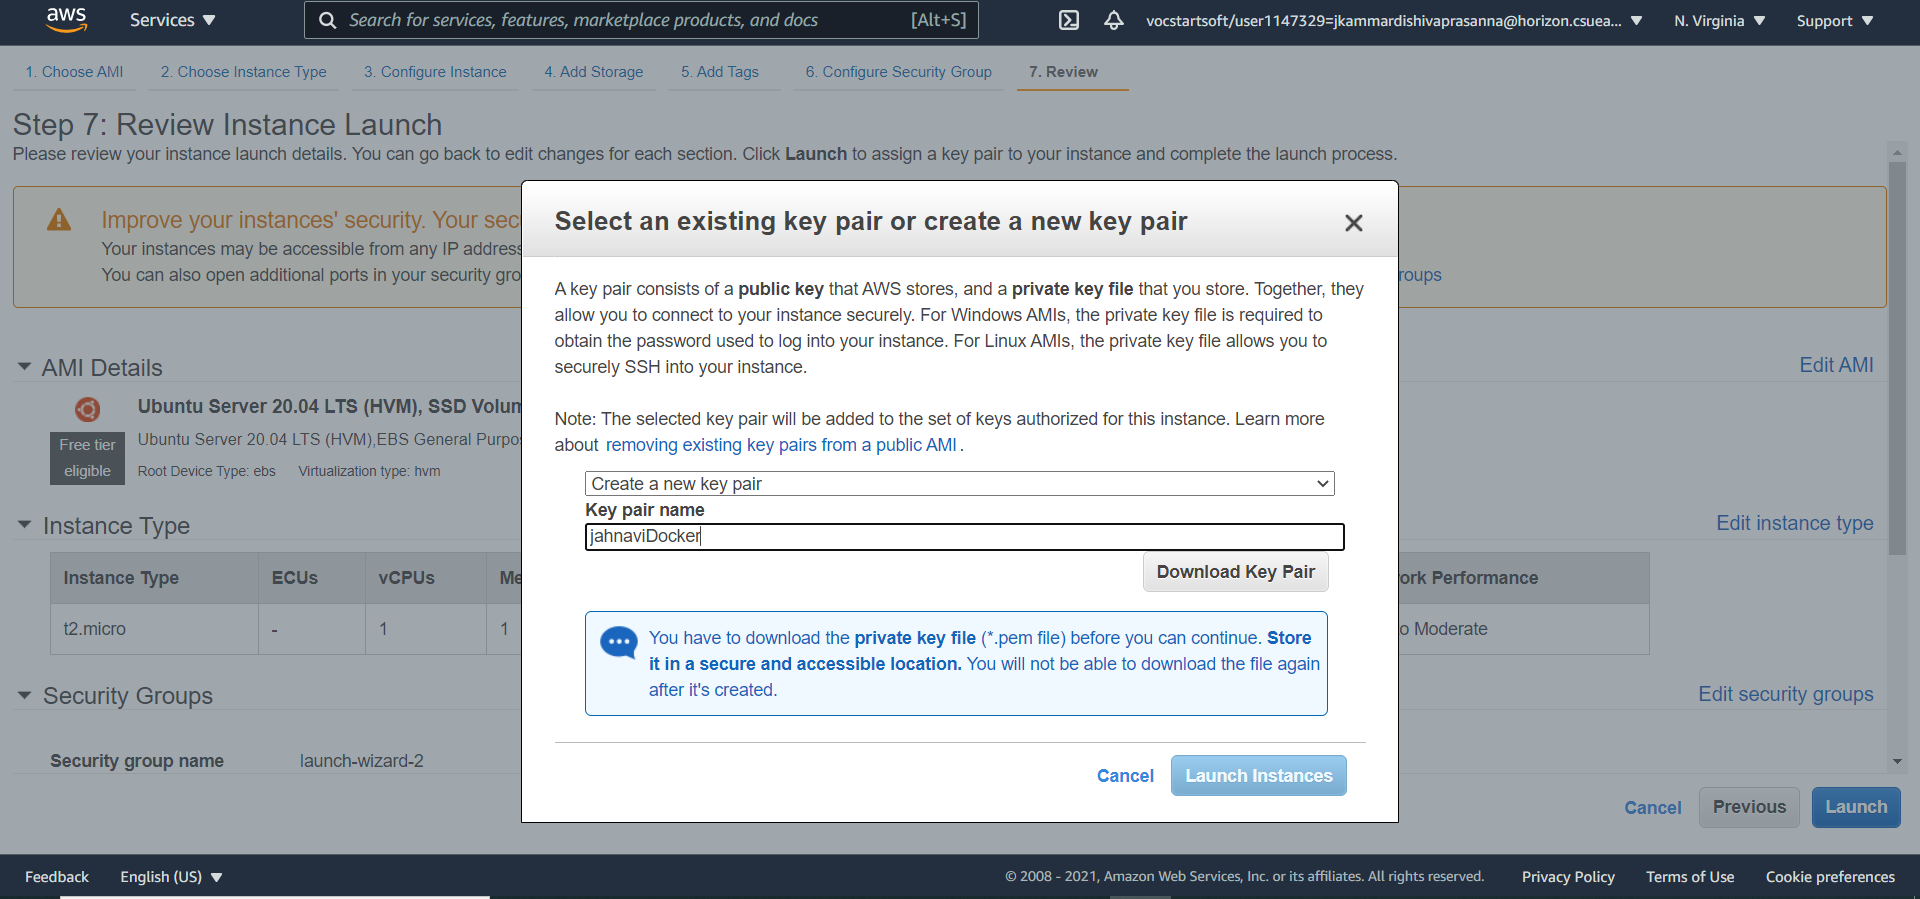 aws Services Search for services, features, marketplace products, and docs [Alt+S] vocstartsoft/user1147329=jkammardishivaprasanna@horizon.csuea... N. Virginia Support
1. Choose AMI 2. Choose Instance Type 3. Configure Instance 4. Add Storage 5. Add Tags 6. Configure Security Group 7. Review
Step 7: Review Instance Launch
Please review your instance launch details. You can go back to edit changes for each section. Click Launch to assign a key pair to your instance and complete the launch process.
Improve your instances' security. Your sec
Your instances may be accessible from any IP address
You can also open additional ports in your security gro
roups
AMI Details
Edit AMI
Ubuntu Server 20.04 LTS (HVM), SSD Volun
Free tier
eligible
Ubuntu Server 20.04 LTS (HVM),EBS General Purpo
Root Device Type: ebs Virtualization type: hvm
Instance Type
Edit instance type
Instance Type ECUs vCPUs Me ork Performance
t2.micro - 1 1 o Moderate
Security Groups
Edit security groups
Security group name launch-wizard-2
Select an existing key pair or create a new key pair
A key pair consists of a public key that AWS stores, and a private key file that you store. Together, they
allow you to connect to your instance securely. For Windows AMIs, the private key file is required to
obtain the password used to log into your instance. For Linux AMIs, the private key file allows you to
securely SSH into your instance.
Note: The selected key pair will be added to the set of keys authorized for this instance. Learn more
about removing existing key pairs from a public AMI .
Create a new key pair
Key pair name
jahnaviDocker
Download Key Pair
You have to download the private key file (*.pem file) before you can continue. Store
it in a secure and accessible location. You will not be able to download the file again
after it's created.
Cancel Launch Instances
Cancel Previous Launch
Feedback English (US) © 2008 - 2021, Amazon Web Services, Inc. or its affiliates. All rights reserved. Privacy Policy Terms of Use Cookie preferences